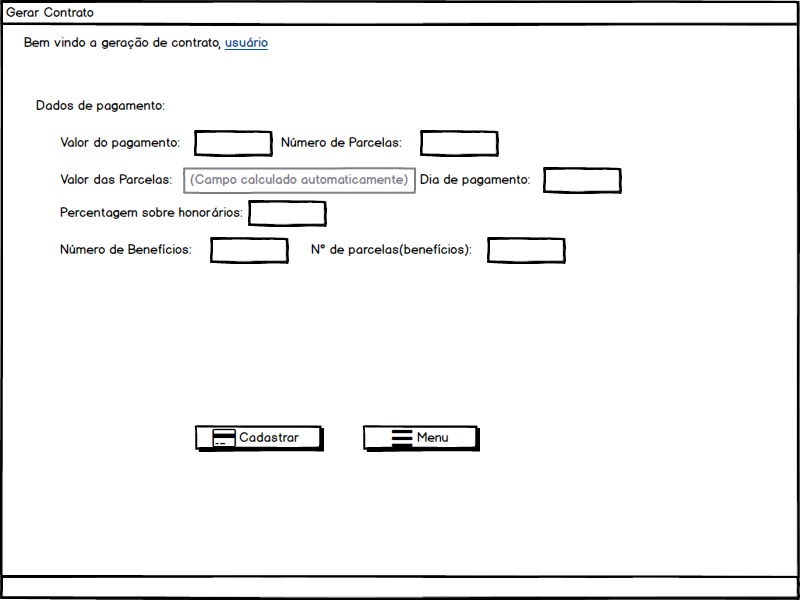 Gerar Contrato
Bem vindo a geração de contrato, usuário
Dados de pagamento:
Valor do pagamento: Número de Parcelas:
Valor das Parcelas: (Campo calculado automaticamente) Dia de pagamento:
Percentagem sobre honorários:
Número de Benefícios: Nº de parcelas(benefícios):
Cadastrar Menu